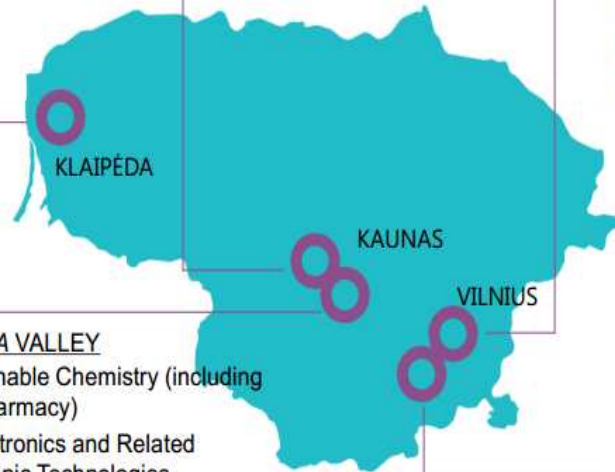 KLAIPĖDA
KAUNAS
VILNIUS
A VALLEY
nable Chemistry (including
armacy)
tronics and Related